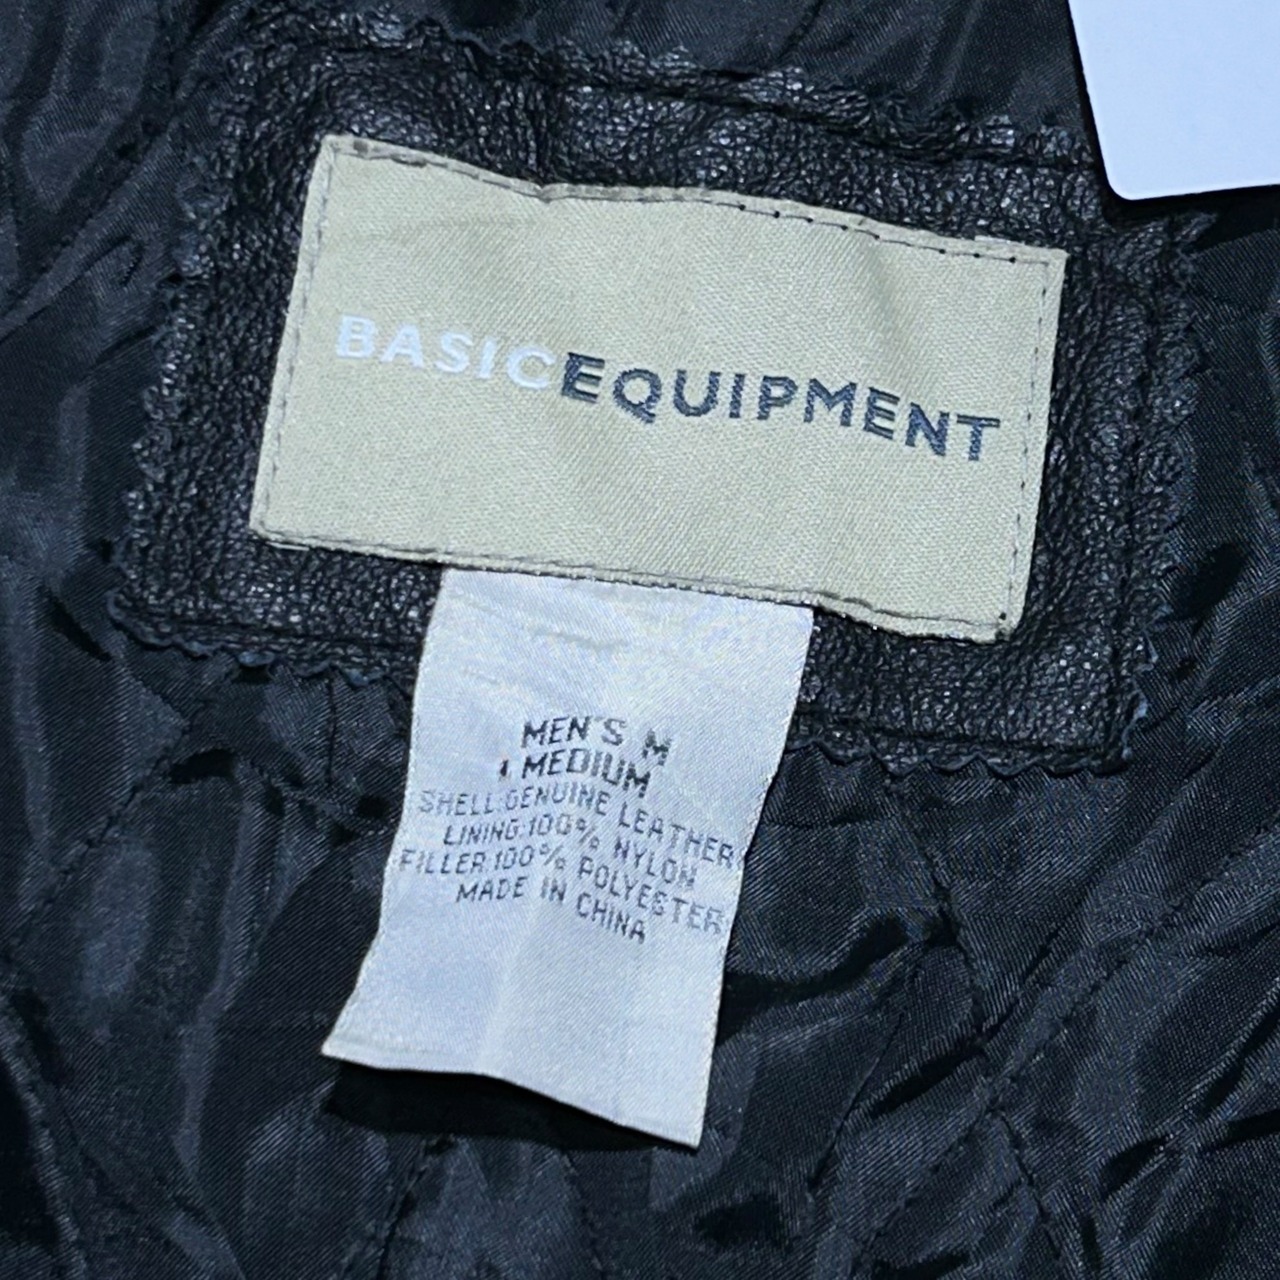 BASICEQUIPMENT
MEN'S M
MEDIUM
SHELL:GENUINE LEATHER
LINING:100% NYLON
FILLER:100% POLYESTER
MADE IN CHINA